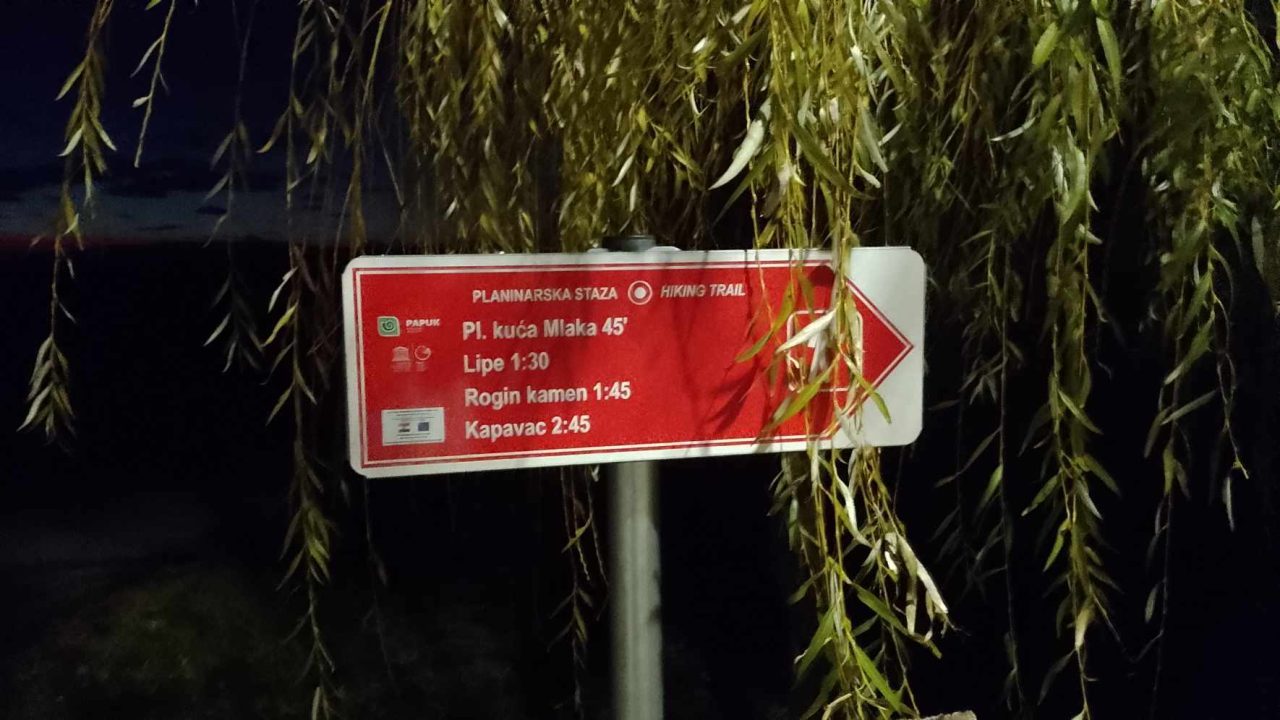 PLANINARSKA STAZA HIKING TRAIL
PAPUK
Pl. kuća Mlaka 45'
Lipe 1:30
Rogin kamen 1:45
Kapavac 2:45